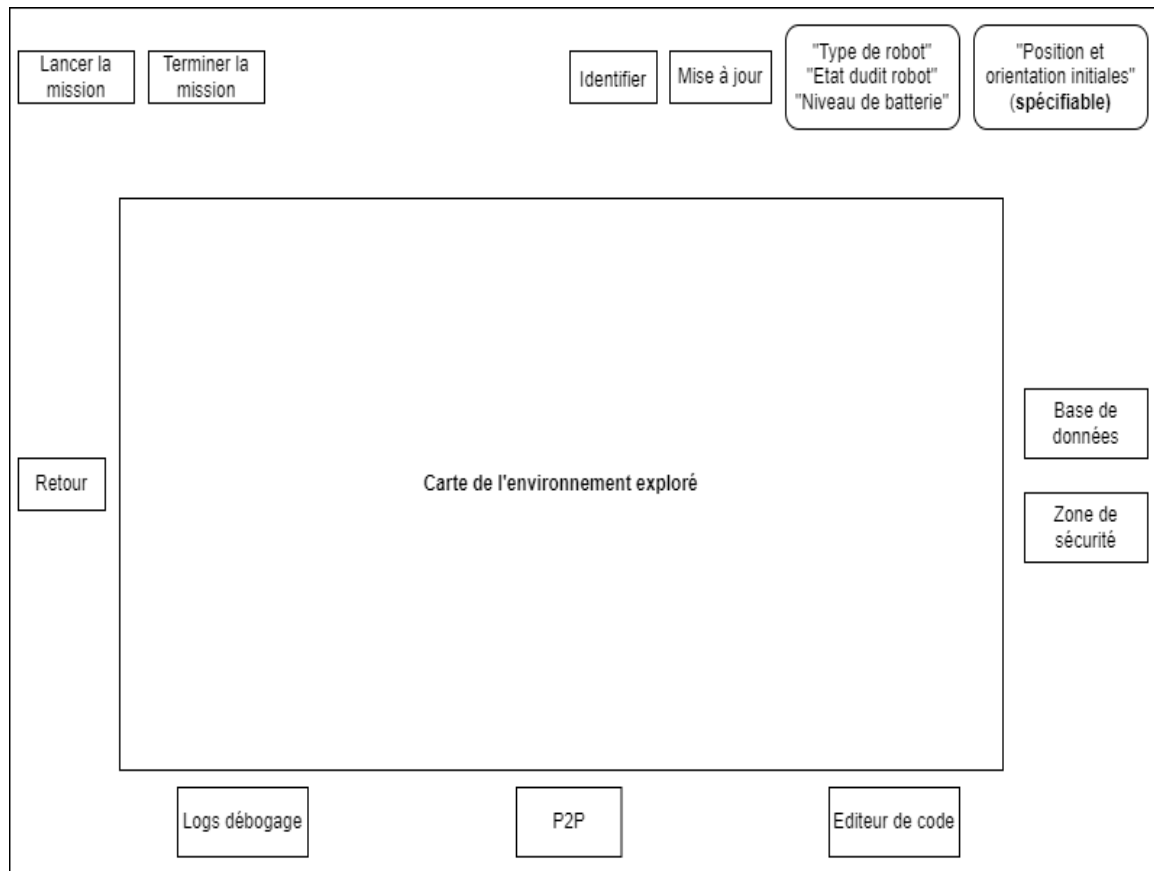 Lancer la
mission
Terminer la
mission
Identifier
Mise à jour
"Type de robot"
"Etat dudit robot"
"Niveau de batterie"
"Position et
orientation initiales"
(spécifiable)
Retour
Carte de l'environnement exploré
Base de
données
Zone de
sécurité
Logs débogage
P2P
Editeur de code